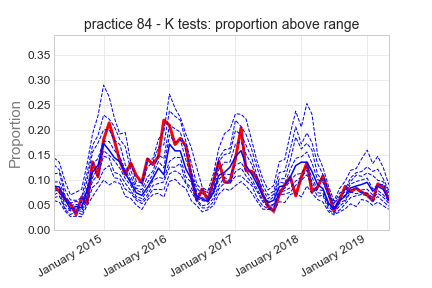 practice 84 - K tests: proportion above range
Proportion
0.35
0.30
0.25
0.20
0.15
0.10
0.05
0.00
January 2015
January 2016
January 2017
January 2018
January 2019